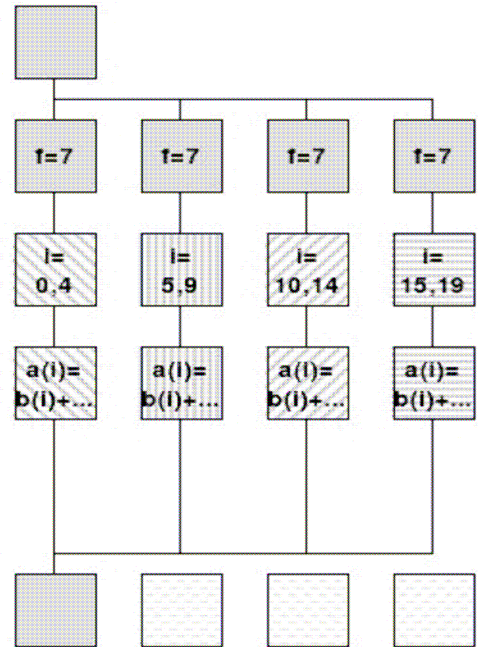 f=7 f=7 f=7 f=7
i= i= i= i=
0,4 5,9 10,14 15,19
a(i)= a(i)= a(i)= a(i)=
b(i)+... b(i)+... b(i)+... b(i)+...